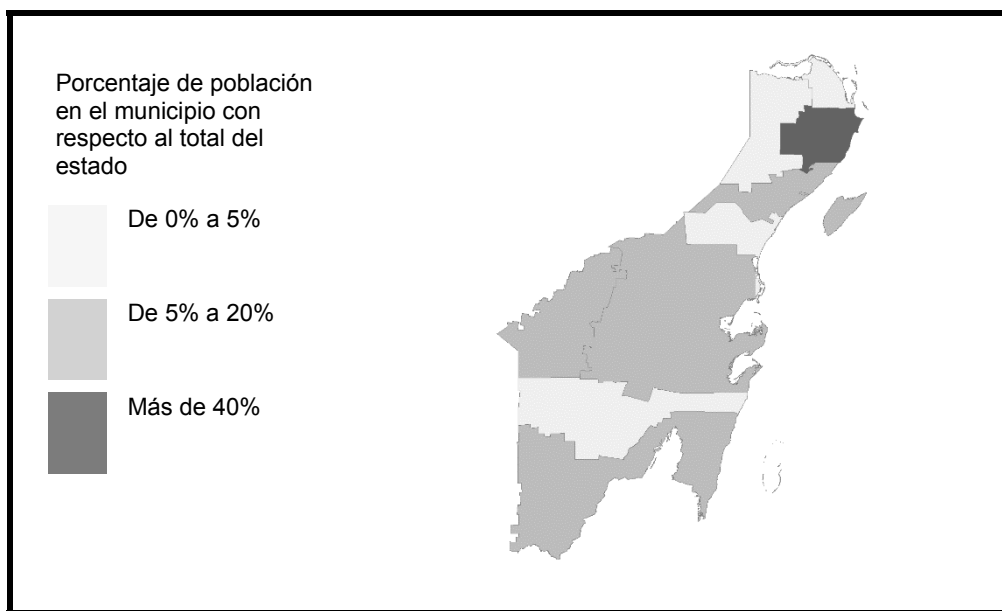 Porcentaje de población
en el municipio con
respecto al total del
estado
De 0% a 5%
De 5% a 20%
Más de 40%